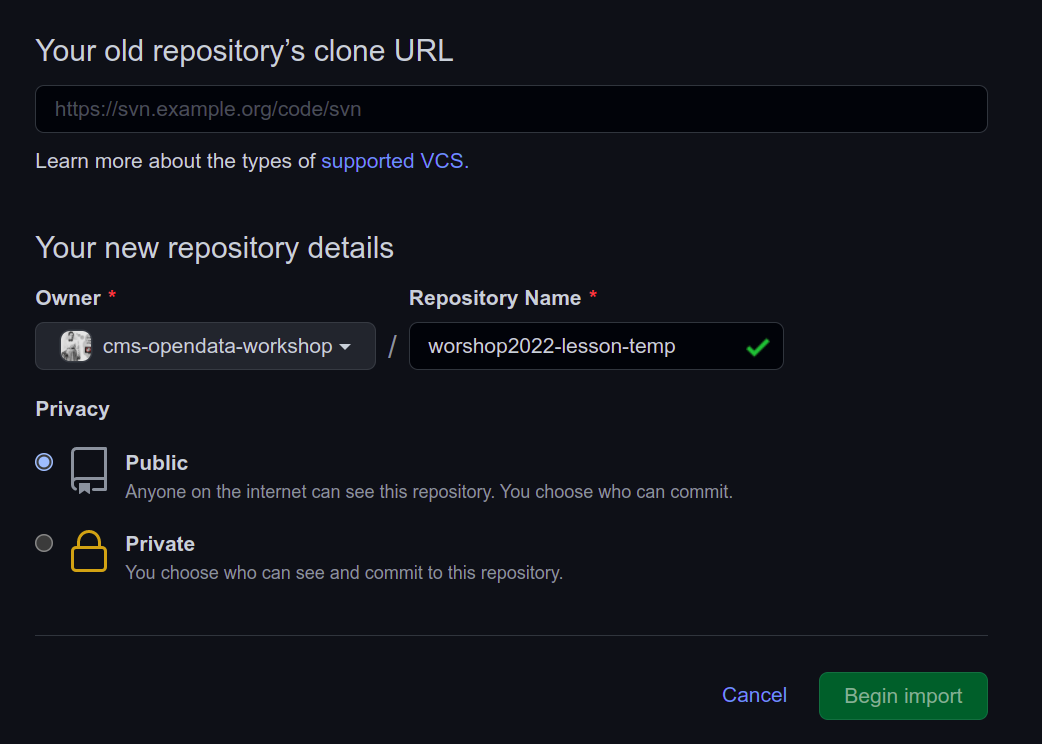 Your old repository’s clone URL
https://svn.example.org/code/svn
Learn more about the types of supported VCS.
Your new repository details
Owner * Repository Name *
cms-opendata-workshop / worshop2022-lesson-temp
Privacy
Public
Anyone on the internet can see this repository. You choose who can commit.
Private
You choose who can see and commit to this repository.
Cancel Begin import